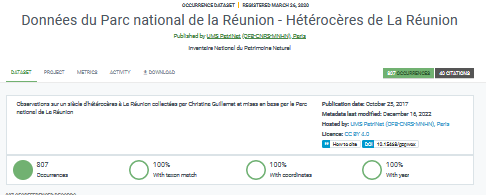 OCCURRENCE DATASET | REGISTERED MARCH 26, 2020
Données du Parc national de la Réunion - Hétérocères de La Réunion
Published by UMS PatriNat (OFB-CNRS-MNHN), Paris
Inventaire National du Patrimoine Naturel
DATASET PROJECT METRICS ACTIVITY DOWNLOAD
807 OCCURRENCES 40 CITATIONS
Observations sur un siècle d'hétérocères à La Réunion collectées par Christian Guillermet et mises en base par le Parc
national de La Réunion
Publication date: October 25, 2017
Metadata last modified: December 16, 2022
Hosted by: UMS PatriNat (OFB-CNRS-MNHN), Paris
Licence: CC BY 4.0
How to cite DOI
807
Occurrences
100%
With taxon match
100%
With coordinates
100%
With year